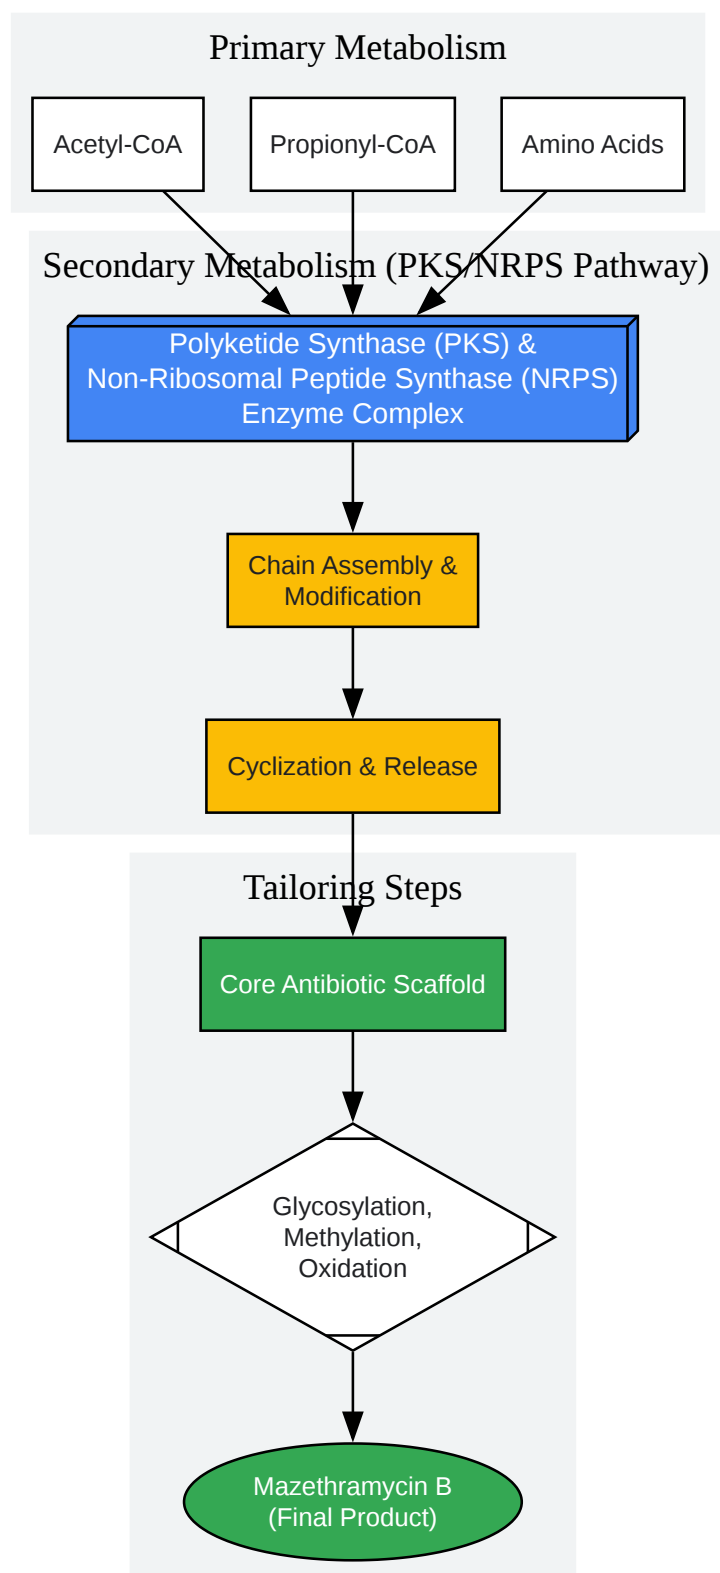 Primary Metabolism
Acetyl-CoA
Propionyl-CoA
Amino Acids
Secondary Metabolism (PKS/NRPS Pathway)
Polyketide Synthase (PKS) &
Non-Ribosomal Peptide Synthase (NRPS)
Enzyme Complex
Chain Assembly &
Modification
Cyclization & Release
Tailoring Steps
Core Antibiotic Scaffold
Glycosylation,
Methylation,
Oxidation
Mazethramycin B
(Final Product)